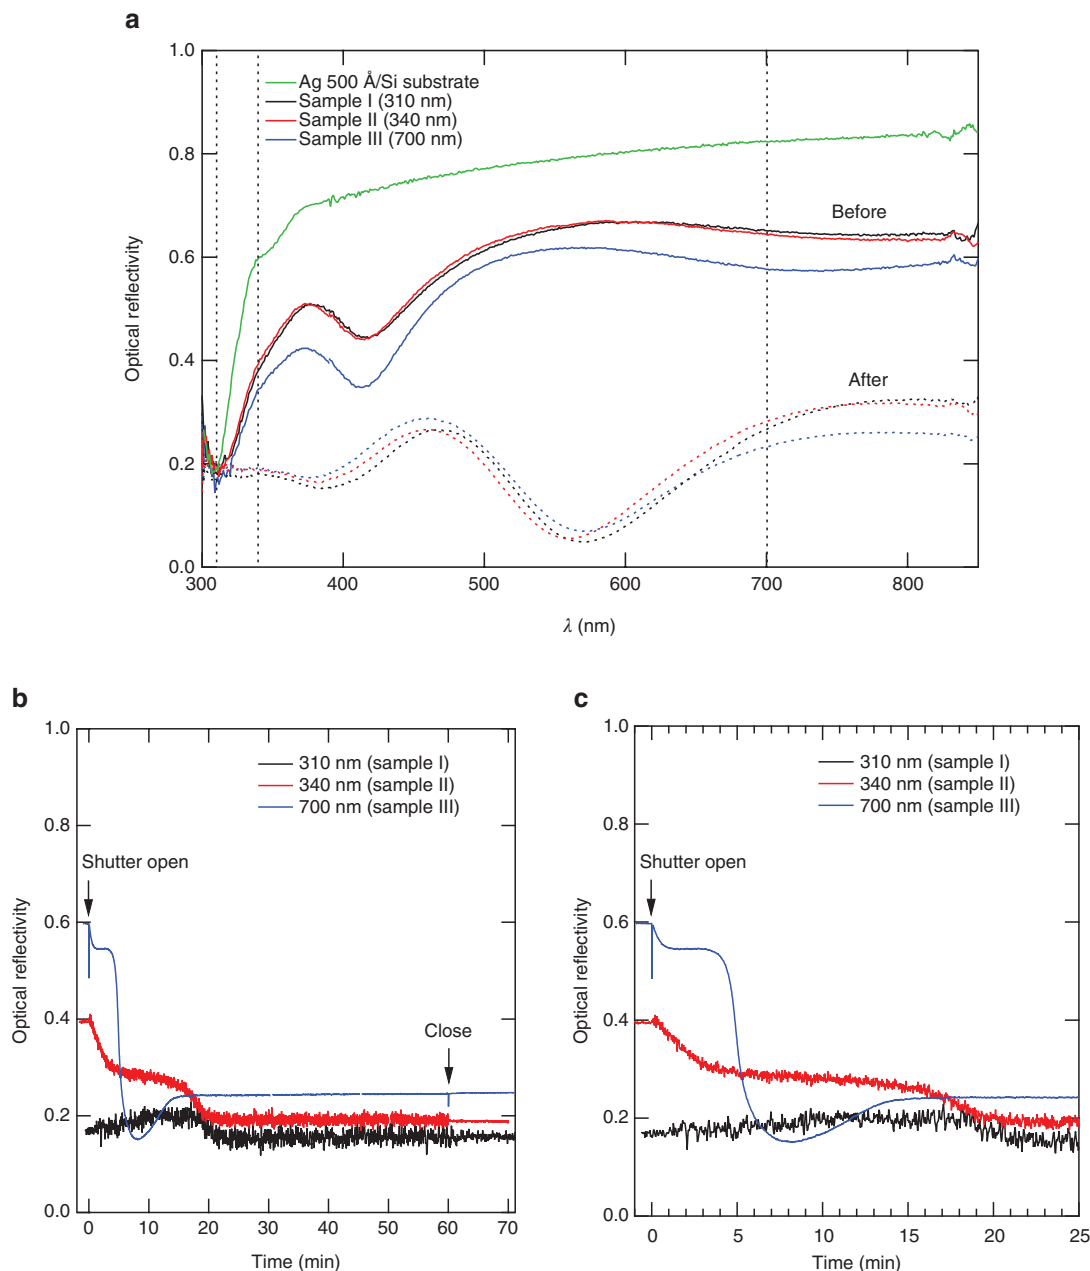 a
1.0
0.8
0.6
0.4
0.2
0.0
Optical reflectivity
Ag 500 Å/Si substrate
Sample I (310 nm)
Sample II (340 nm)
Sample III (700 nm)
Before
After
300 400 500 600 700 800
λ (nm)
b
1.0
0.8
0.6
0.4
0.2
0.0
Optical reflectivity
310 nm (sample I)
340 nm (sample II)
700 nm (sample III)
Shutter open
Close
0 10 20 30 40 50 60 70
Time (min)
c
1.0
0.8
0.6
0.4
0.2
0.0
Optical reflectivity
310 nm (sample I)
340 nm (sample II)
700 nm (sample III)
Shutter open
0 5 10 15 20 25
Time (min)